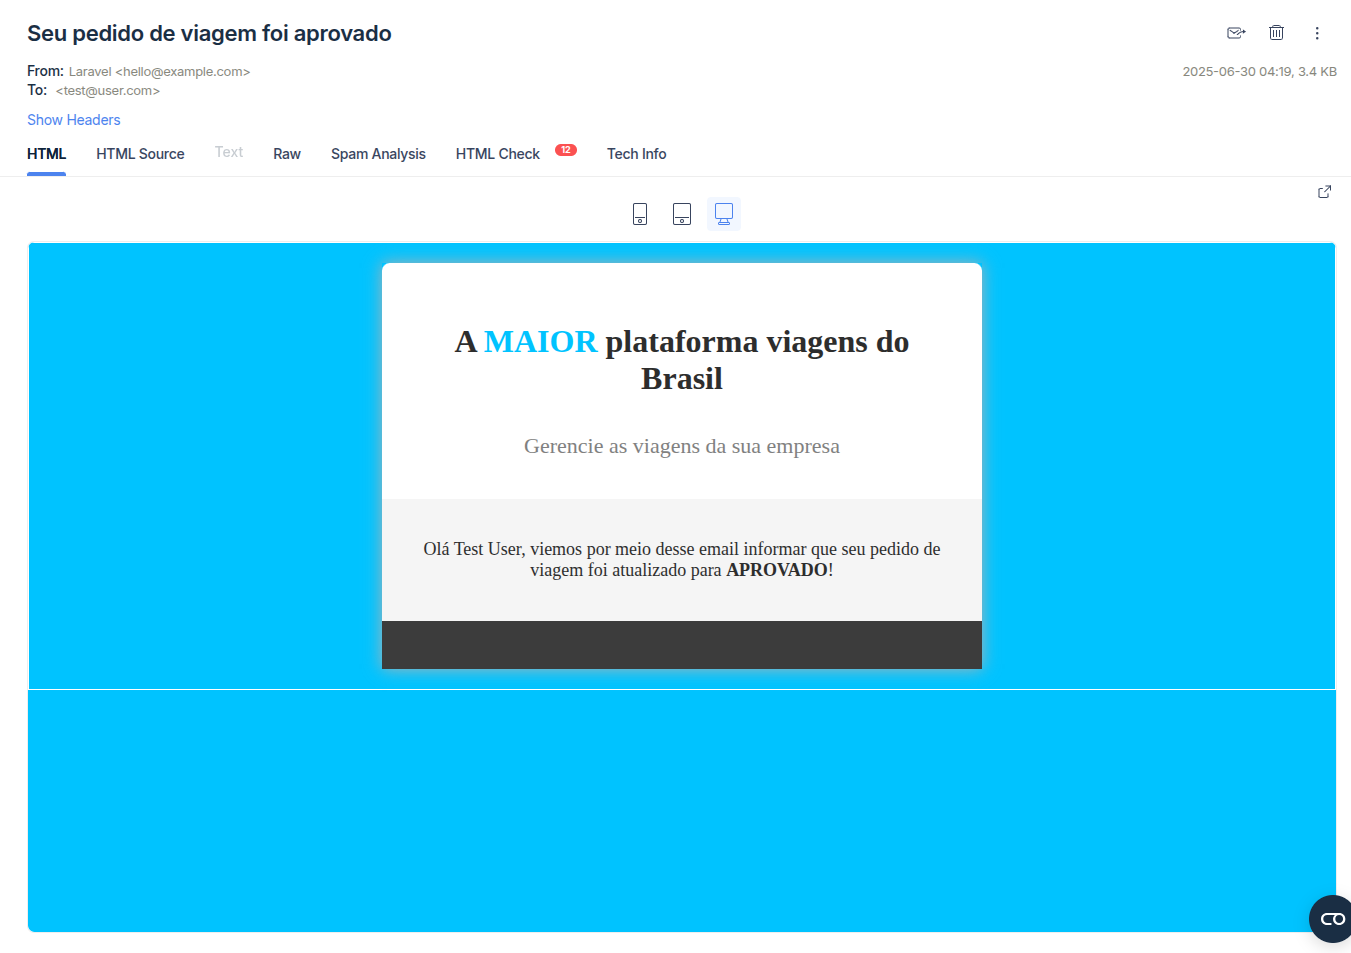 Seu pedido de viagem foi aprovado
From: Laravel <hello@example.com>
2025-06-30 04:19, 3.4 KB
To: <test@user.com>
Show Headers
HTML HTML Source Text Raw Spam Analysis HTML Check 12 Tech Info
A MAIOR plataforma viagens do
Brasil
Gerencie as viagens da sua empresa
Olá Test User, viemos por meio desse email informar que seu pedido de
viagem foi atualizado para APROVADO!